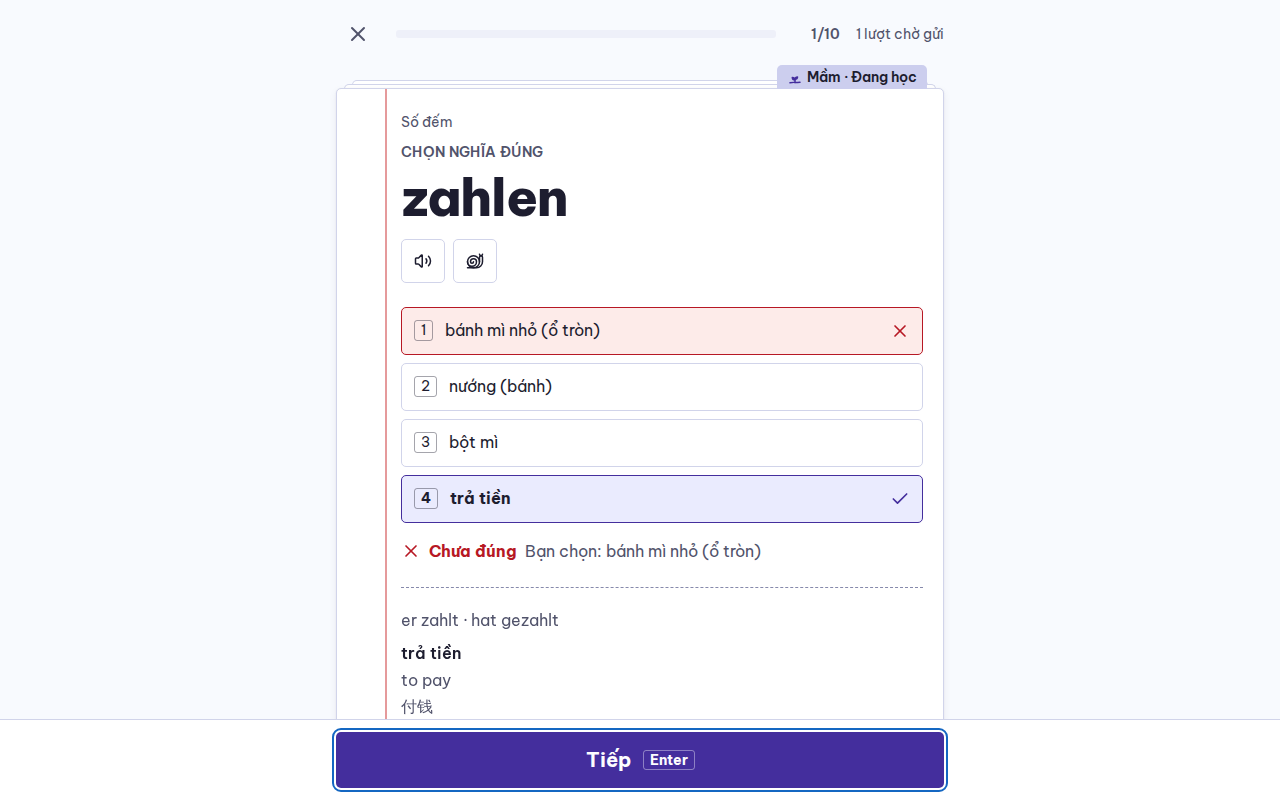 1/10 1 lượt chờ gửi
Mầm · Đang học
Số đếm
CHỌN NGHĨA ĐÚNG
zahlen
1 bánh mì nhỏ (ổ tròn)
2 nướng (bánh)
3 bột mì
4 trả tiền
Chưa đúng Bạn chọn: bánh mì nhỏ (ổ tròn)
er zahlt · hat gezahlt
trả tiền
to pay
付钱
Tiếp Enter